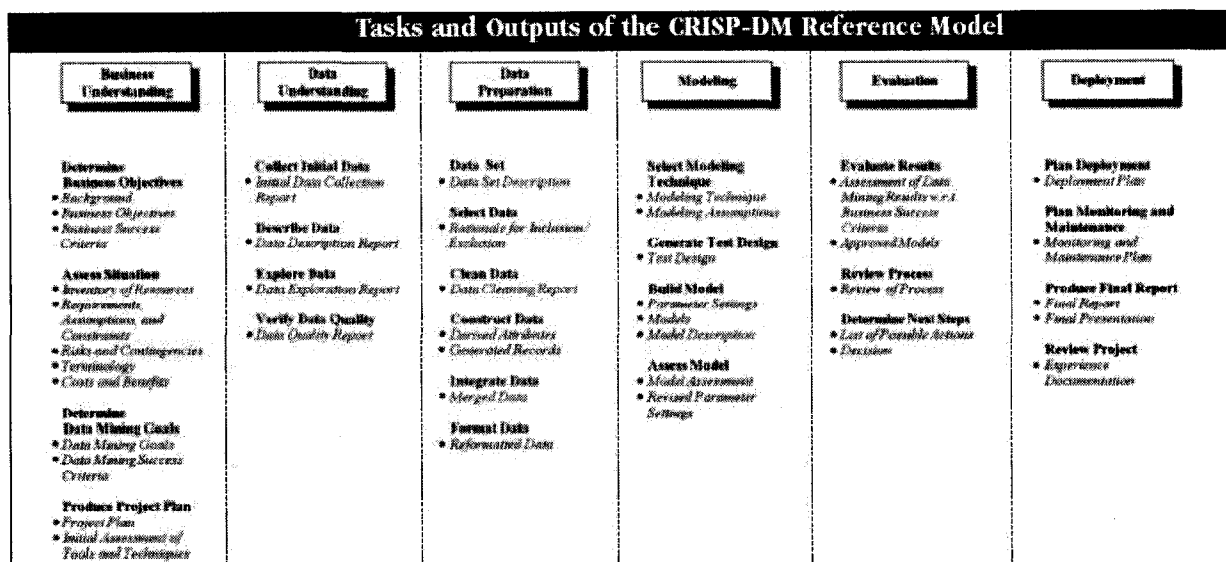 Tasks and Outputs of the CRISP-DM Reference Model
Business
Understanding
Determine
Business Objectives
• Background
• Business Objectives
• Business Success
Criteria
Assess Situation
• Inventory of Resources
• Requirements,
Assumptions, and
Constraints
• Risks and Contingencies
• Terminology
• Costs and Benefits
Determine
Data Mining Goals
• Data Mining Goals
• Data Mining Success
Criteria
Produce Project Plan
• Project Plan
• Initial Assessment of
Tools and Techniques
Data
Understanding
Collect Initial Data
• Initial Data Collection
Report
Describe Data
• Data Description Report
Explore Data
• Data Exploration Report
Verify Data Quality
• Data Quality Report
Data
Preparation
Data Set
• Data Set Description
Select Data
• Rationale for Inclusion/
Exclusion
Clean Data
• Data Cleaning Report
Construct Data
• Derived Attributes
• Generated Records
Integrate Data
• Merged Data
Format Data
• Reformatted Data
Modeling
Select Modeling
Technique
• Modeling Technique
• Modeling Assumptions
Generate Test Design
• Test Design
Build Model
• Parameter Settings
• Models
• Model Description
Assess Model
• Model Assessment
• Revised Parameter
Settings
Evaluation
Evaluate Results
• Assessment of Data
Mining Results w.r.t.
Business Success
Criteria
• Approved Models
Review Process
• Review of Process
Determine Next Steps
• List of Possible Actions
• Decision
Deployment
Plan Deployment
• Deployment Plan
Plan Monitoring and
Maintenance
• Monitoring and
Maintenance Plan
Produce Final Report
• Final Report
• Final Presentation
Review Project
• Experience
Documentation